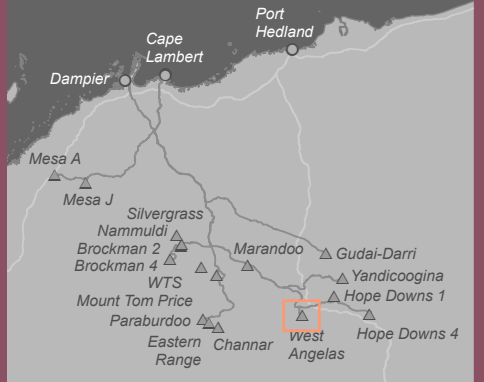 Port
Hedland
Cape
Lambert
Dampier
Mesa A
Mesa J
Silvergrass
Nammuldi
Brockman 2
Brockman 4
WTS
Mount Tom Price
Marandoo
Gudai-Darri
Yandicoogina
Hope Downs 1
Paraburdoo
Eastern
Range
Channar
West
Angelas
Hope Downs 4